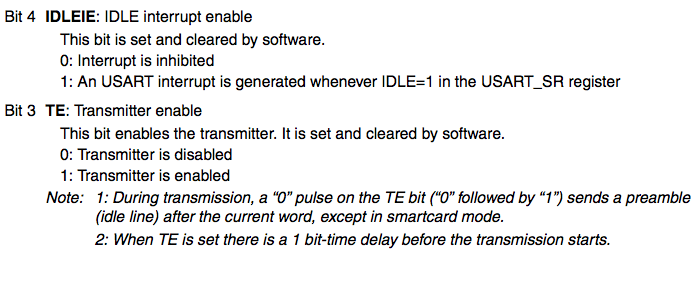 Bit 4 IDLEIE: IDLE interrupt enable
This bit is set and cleared by software.
0: Interrupt is inhibited
1: An USART interrupt is generated whenever IDLE=1 in the USART_SR register
Bit 3 TE: Transmitter enable
This bit enables the transmitter. It is set and cleared by software.
0: Transmitter is disabled
1: Transmitter is enabled
Note: 1: During transmission, a “0” pulse on the TE bit (“0” followed by “1”) sends a preamble
(idle line) after the current word, except in smartcard mode.
2: When TE is set there is a 1 bit-time delay before the transmission starts.